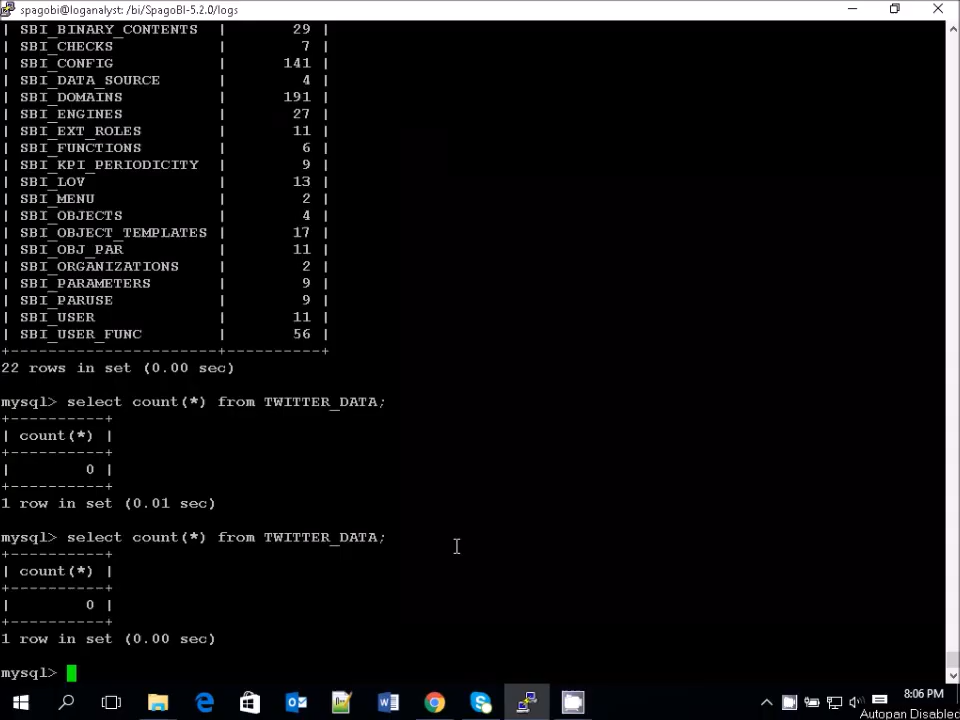 spagobi@loganalyst: /bi/SpagoBI-5.2.0/logs
| SBI_BINARY_CONTENTS | 29 |
| SBI_CHECKS | 7 |
| SBI_CONFIG | 141 |
| SBI_DATA_SOURCE | 4 |
| SBI_DOMAINS | 191 |
| SBI_ENGINES | 27 |
| SBI_EXT_ROLES | 11 |
| SBI_FUNCTIONS | 6 |
| SBI_KPI_PERIODICITY | 9 |
| SBI_LOV | 13 |
| SBI_MENU | 2 |
| SBI_OBJECTS | 4 |
| SBI_OBJECT_TEMPLATES | 17 |
| SBI_OBJ_PAR | 11 |
| SBI_ORGANIZATIONS | 2 |
| SBI_PARAMETERS | 9 |
| SBI_PARUSE | 9 |
| SBI_USER | 11 |
| SBI_USER_FUNC | 56 |
+----------------------+----------+
22 rows in set (0.00 sec)
mysql> select count(*) from TWITTER_DATA;
+----------+
| count(*) |
+----------+
| 0 |
+----------+
1 row in set (0.01 sec)
mysql> select count(*) from TWITTER_DATA;
+----------+
| count(*) |
+----------+
| 0 |
+----------+
1 row in set (0.00 sec)
mysql>
8:06 PM
Autopan Disabled